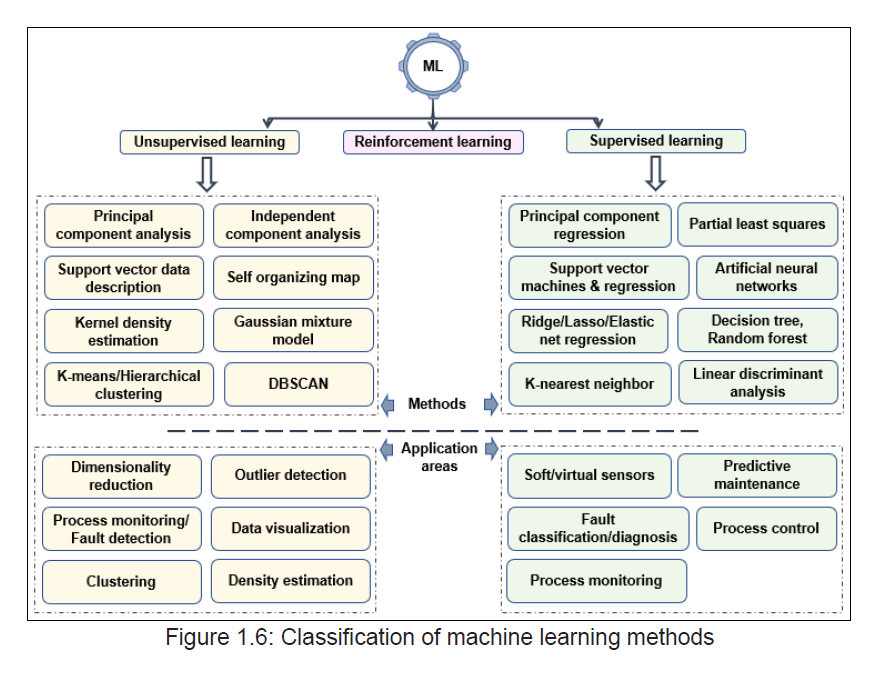 ML
Unsupervised learning
Reinforcement learning
Supervised learning
Principal
component analysis
Independent
component analysis
Support vector data
description
Self organizing map
Kernel density
estimation
Gaussian mixture
model
K-means/Hierarchical
clustering
DBSCAN
Principal component
regression
Partial least squares
Support vector
machines & regression
Artificial neural
networks
Ridge/Lasso/Elastic
net regression
Decision tree,
Random forest
K-nearest neighbor
Linear discriminant
analysis
Methods
Application
areas
Dimensionality
reduction
Outlier detection
Process monitoring/
Fault detection
Data visualization
Clustering
Density estimation
Soft/virtual sensors
Predictive
maintenance
Fault
classification/diagnosis
Process control
Process monitoring
Figure 1.6: Classification of machine learning methods